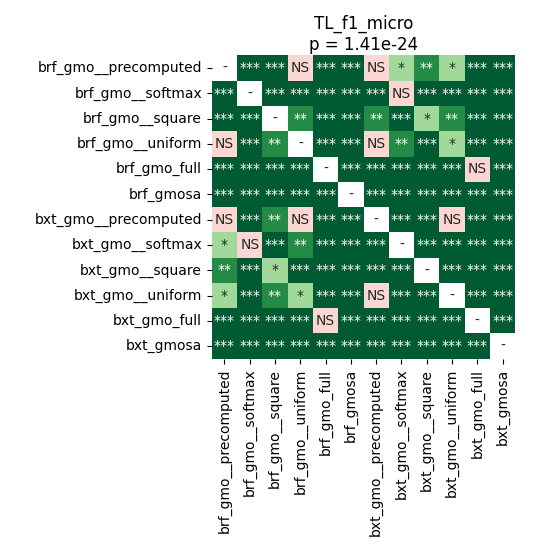 TL_f1_micro
p = 1.41e-24
brf_gmo__precomputed - *** *** NS *** *** NS * ** * *** ***
brf_gmo__softmax *** - *** *** *** *** *** NS *** *** *** ***
brf_gmo__square *** *** - ** *** *** ** *** * ** *** ***
brf_gmo__uniform NS *** ** - *** *** NS ** *** * *** ***
brf_gmo_full *** *** *** *** - *** *** *** *** *** NS ***
brf_gmosa *** *** *** *** *** - *** *** *** *** *** ***
bxt_gmo__precomputed NS *** ** NS *** *** - *** *** NS *** ***
bxt_gmo__softmax * NS *** ** *** *** *** - *** *** *** ***
bxt_gmo__square ** *** * *** *** *** *** *** - *** *** ***
bxt_gmo__uniform * *** ** * *** *** NS *** *** - *** ***
bxt_gmo_full *** *** *** *** NS *** *** *** *** *** - ***
bxt_gmosa *** *** *** *** *** *** *** *** *** *** *** -
brf_gmo__precomputed
brf_gmo__softmax
brf_gmo__square
brf_gmo__uniform
brf_gmo_full
brf_gmosa
bxt_gmo__precomputed
bxt_gmo__softmax
bxt_gmo__square
bxt_gmo__uniform
bxt_gmo_full
bxt_gmosa